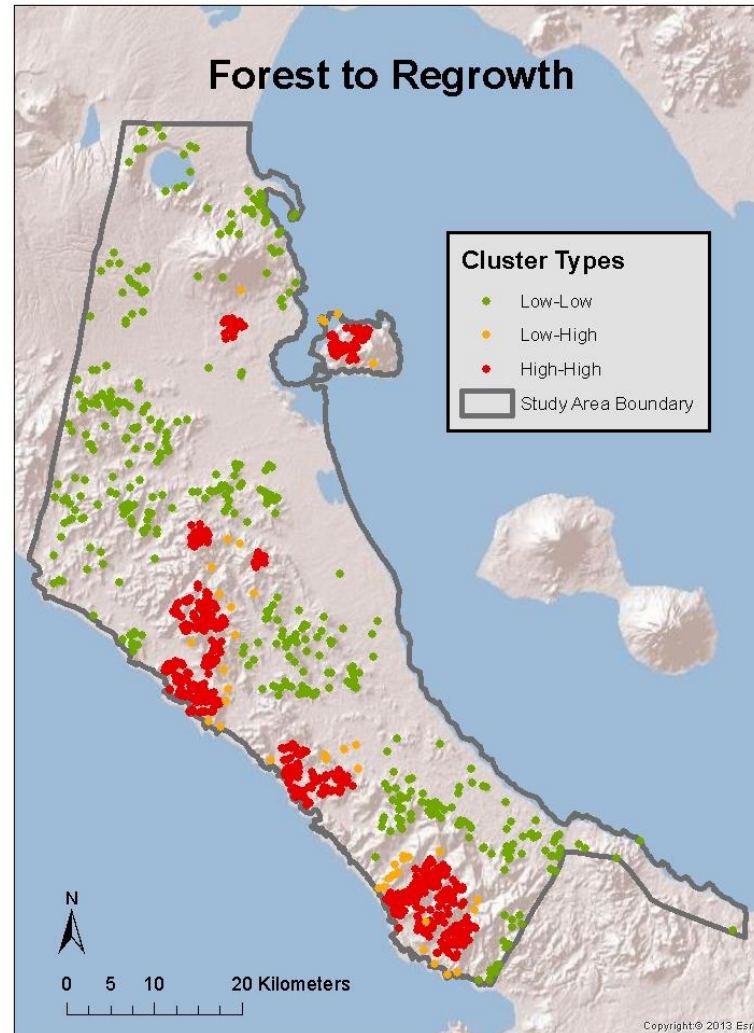 Forest to Regrowth
Cluster Types
Low-Low
Low-High
High-High
Study Area Boundary
N
0 5 10 20 Kilometers
Copyright:© 2013 Esri